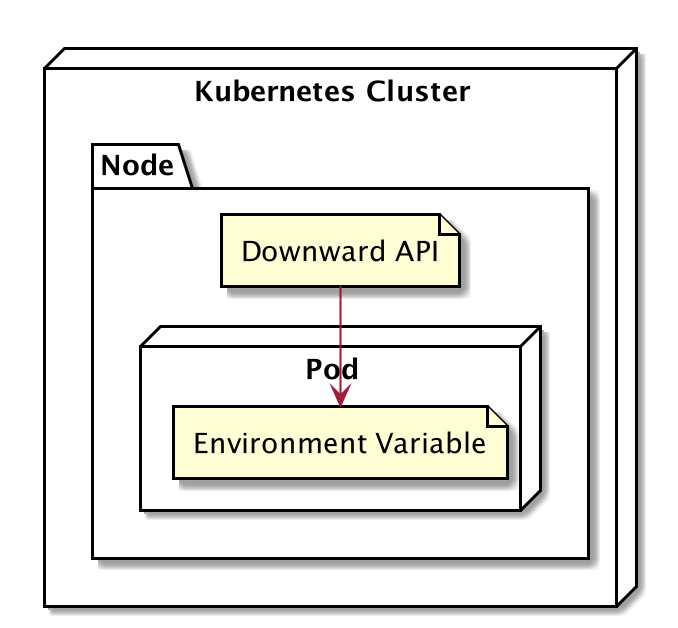 Kubernetes Cluster
Node
Downward API
Pod
Environment Variable